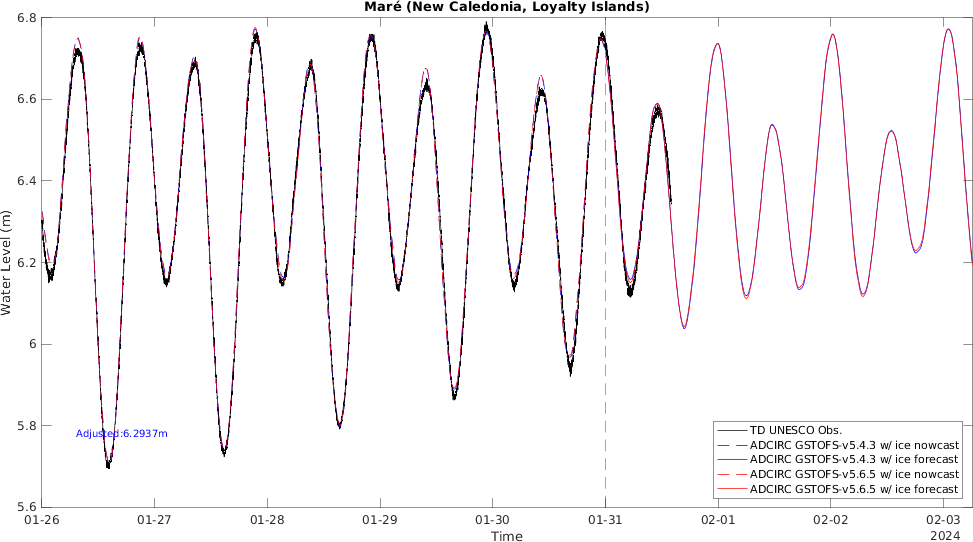 Maré (New Caledonia, Loyalty Islands)
6.8
6.6
6.4
6.2
6
5.8
5.6
Water Level (m)
Adjusted:6.2937m
TD UNESCO Obs.
ADCIRC GSTOFS-v5.4.3 w/ ice nowcast
ADCIRC GSTOFS-v5.4.3 w/ ice forecast
ADCIRC GSTOFS-v5.6.5 w/ ice nowcast
ADCIRC GSTOFS-v5.6.5 w/ ice forecast
01-26 01-27 01-28 01-29 01-30 01-31 02-01 02-02 02-03
Time
2024